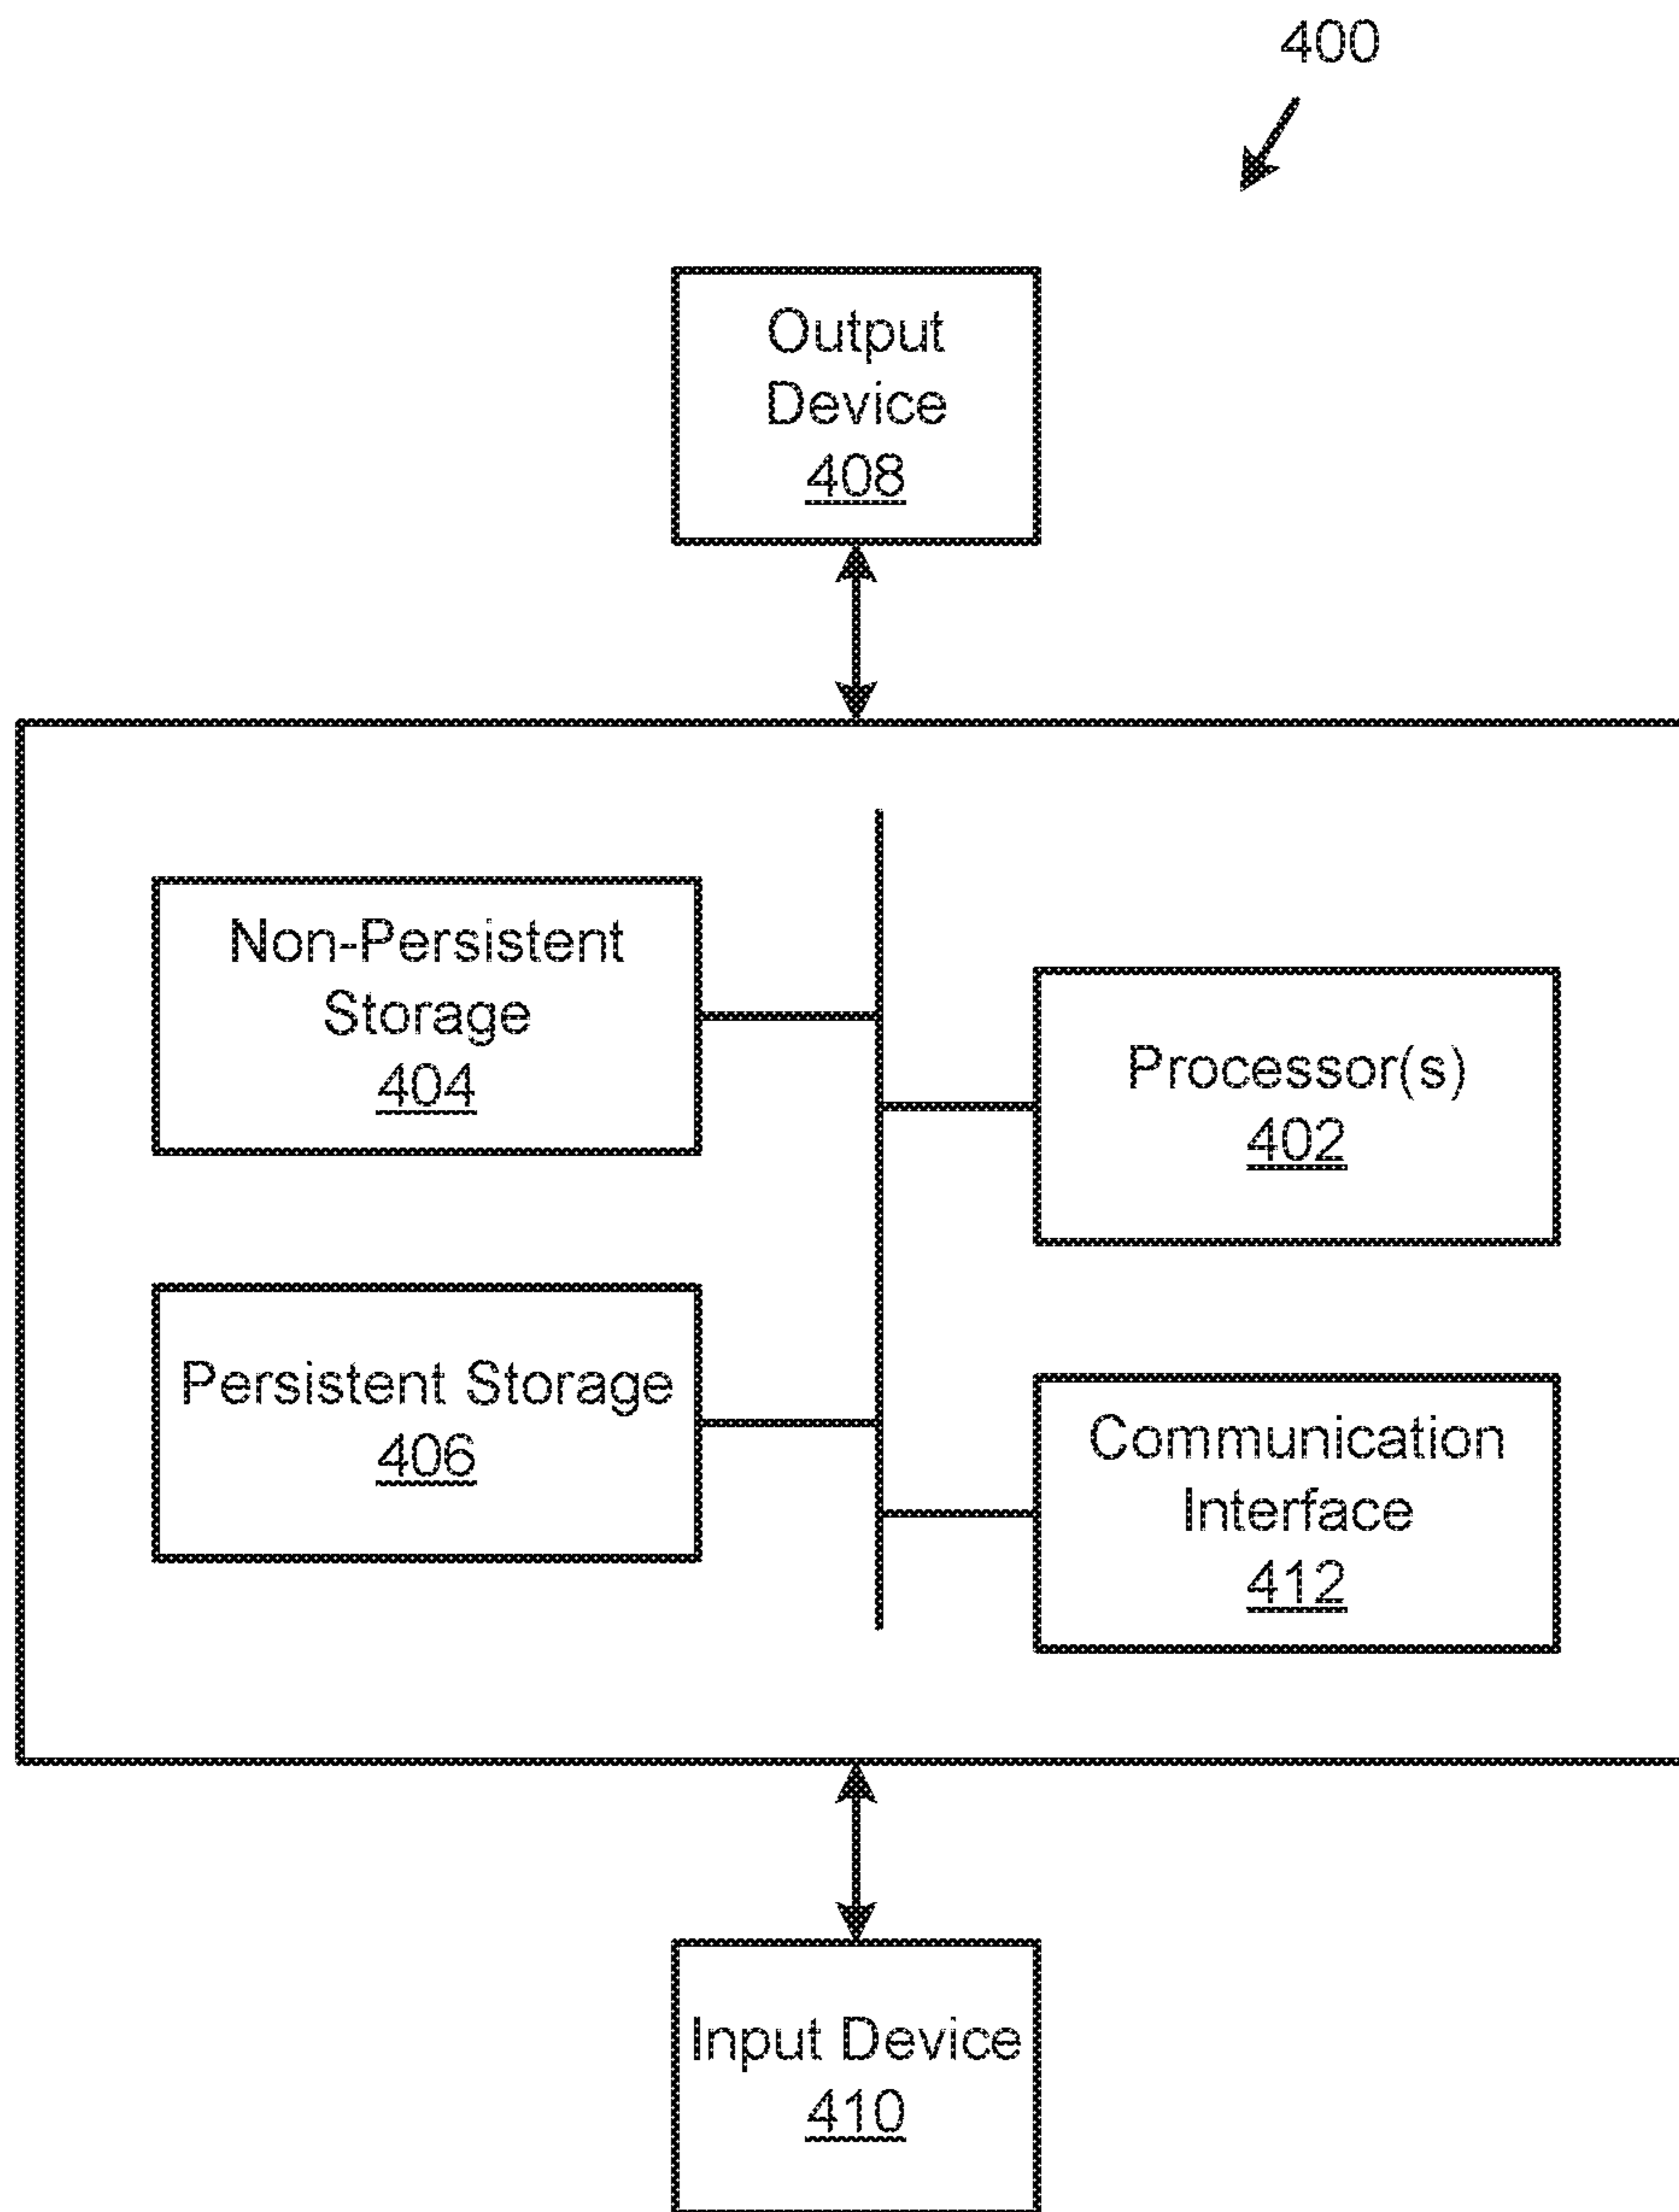 400
Output
Device
408
Non-Persistent
Storage
404
Processor(s)
402
Persistent Storage
406
Communication
Interface
412
Input Device
410